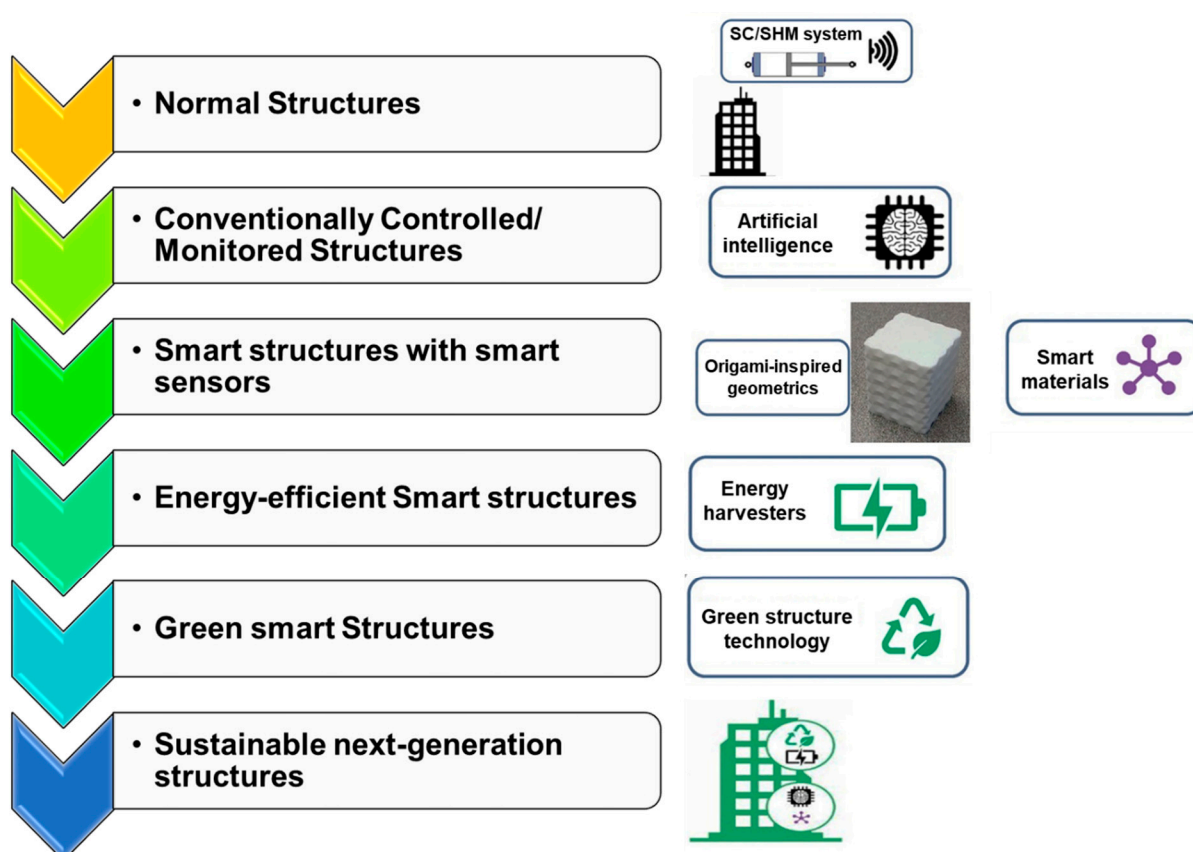 SC/SHM system
• Normal Structures
• Conventionally Controlled/
Monitored Structures
Artificial
intelligence
• Smart structures with smart
sensors
Origami-inspired
geometrics
Smart
materials
• Energy-efficient Smart structures
Energy
harvesters
• Green smart Structures
Green structure
technology
• Sustainable next-generation
structures